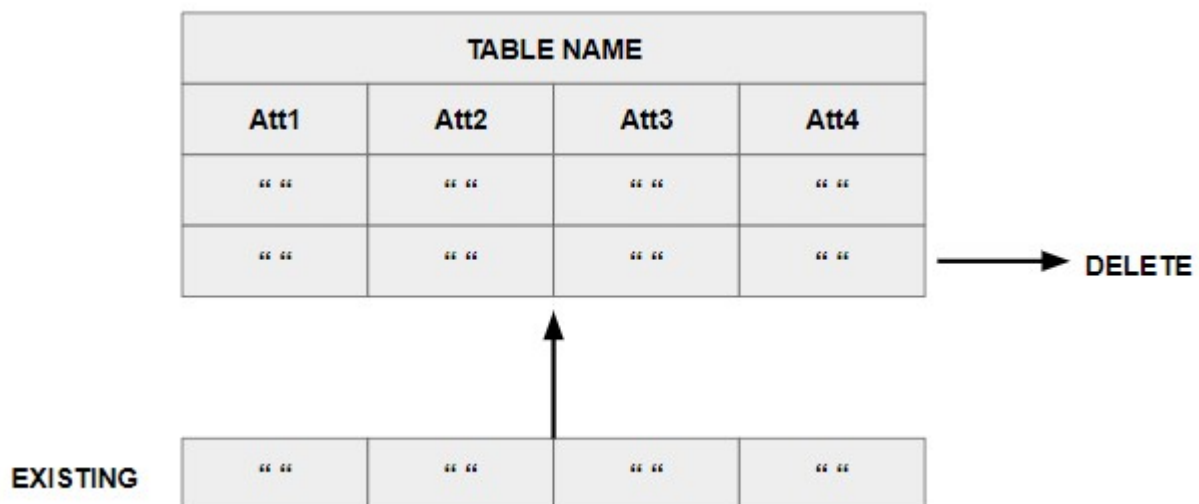 TABLE NAME
Att1 Att2 Att3 Att4
“ “ “ “ “ “ “ “
“ “ “ “ “ “ “ “
DELETE
EXISTING “ “ “ “ “ “ “ “